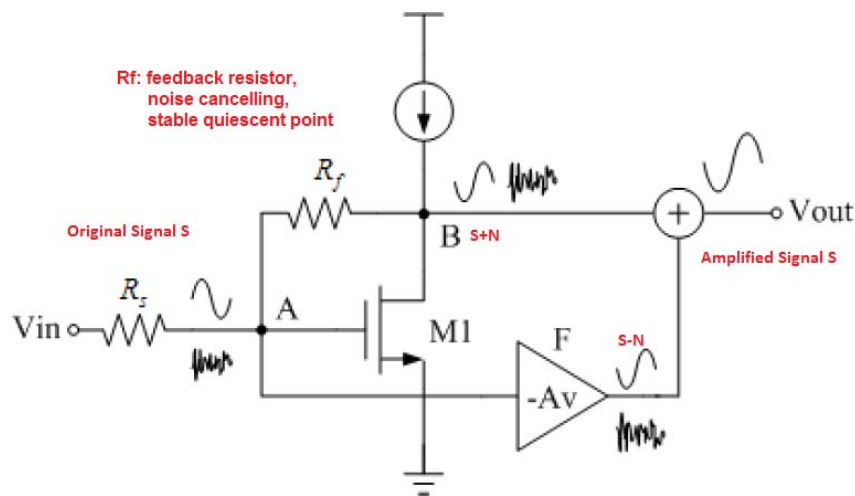 Rf: feedback resistor,
noise cancelling,
stable quiescent point
Rf
Original Signal S
B S+N
+
Vout
Amplified Signal S
Rs
A
Vin
M1
F
S-N
-Av